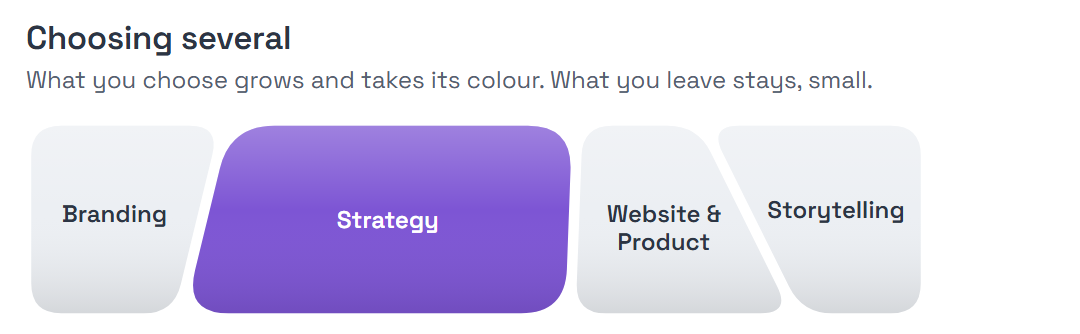 Choosing several
What you choose grows and takes its colour. What you leave stays, small.
Branding
Strategy
Website &
Product
Storytelling